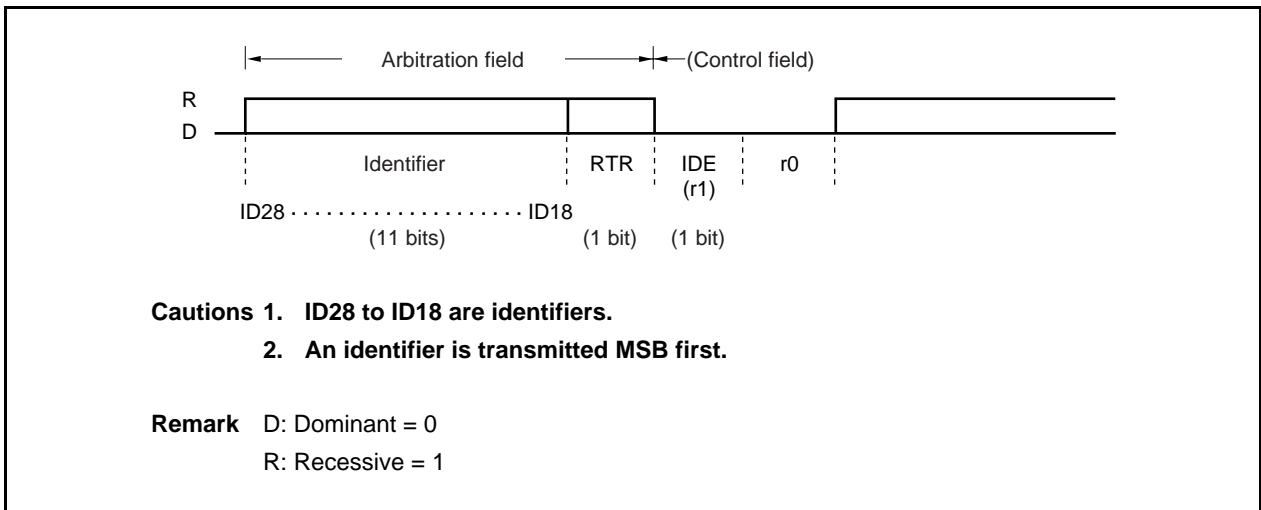 Arbitration field (Control field)
R
D
Identifier RTR IDE r0
(r1)
ID28 . . . . . . . . . . . . . . . . . . . . ID18
(11 bits) (1 bit) (1 bit)
Cautions 1. ID28 to ID18 are identifiers.
2. An identifier is transmitted MSB first.
Remark D: Dominant = 0
R: Recessive = 1